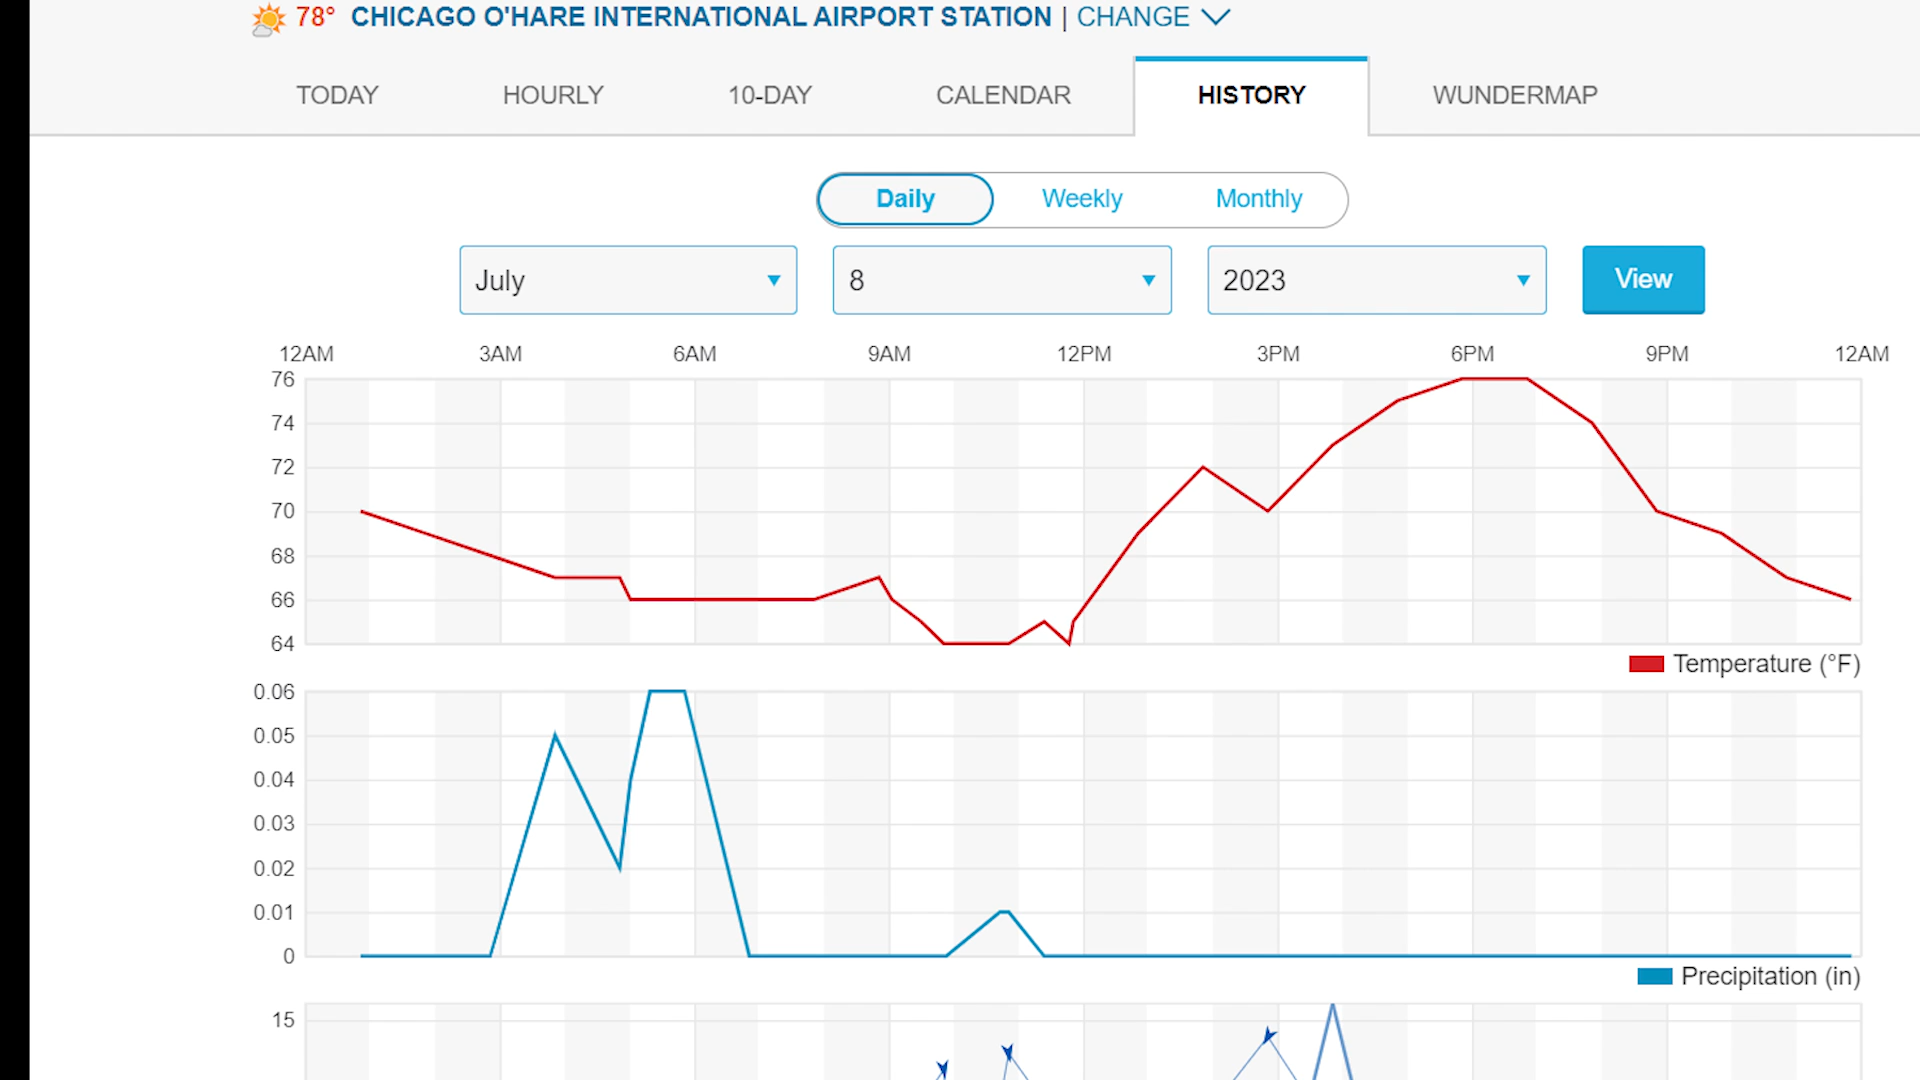 78° CHICAGO O'HARE INTERNATIONAL AIRPORT STATION | CHANGE
TODAY HOURLY 10-DAY CALENDAR HISTORY WUNDERMAP
Daily Weekly Monthly
July 8 2023 View
12AM 3AM 6AM 9AM 12PM 3PM 6PM 9PM 12AM
76
74
72
70
68
66
64
Temperature (°F)
0.06
0.05
0.04
0.03
0.02
0.01
0
Precipitation (in)
15